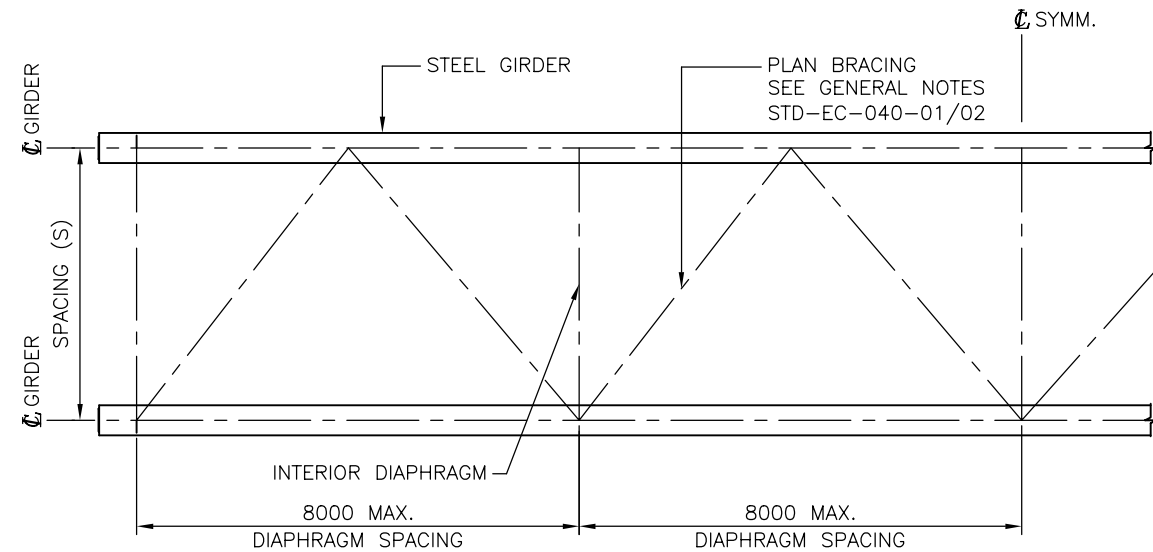 ℄ SYMM.
STEEL GIRDER
PLAN BRACING
SEE GENERAL NOTES
STD-EC-040-01/02
℄ GIRDER
SPACING (S)
℄ GIRDER
INTERIOR DIAPHRAGM
8000 MAX.
DIAPHRAGM SPACING
8000 MAX.
DIAPHRAGM SPACING